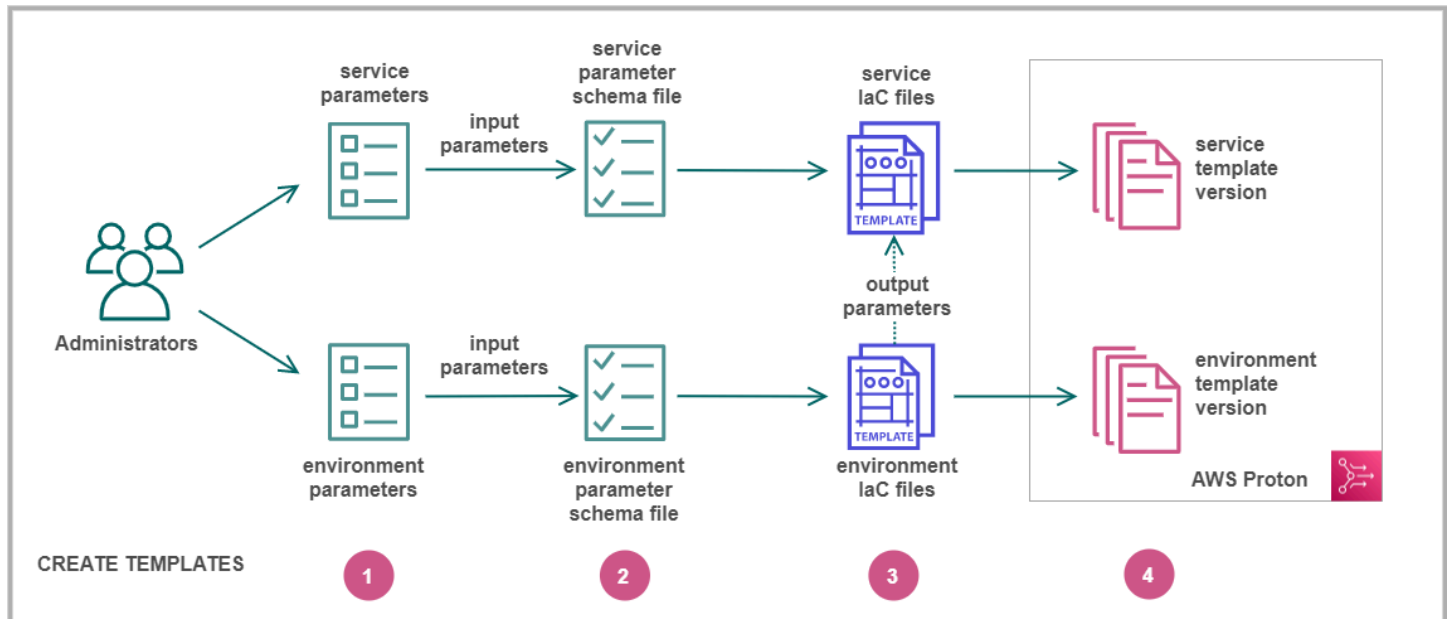 service
parameters
input
parameters
service
parameter
schema file
service
IaC files
TEMPLATE
service
template
version
Administrators
output
parameters
environment
parameters
input
parameters
environment
parameter
schema file
TEMPLATE
environment
IaC files
environment
template
version
AWS Proton
CREATE TEMPLATES
1
2
3
4